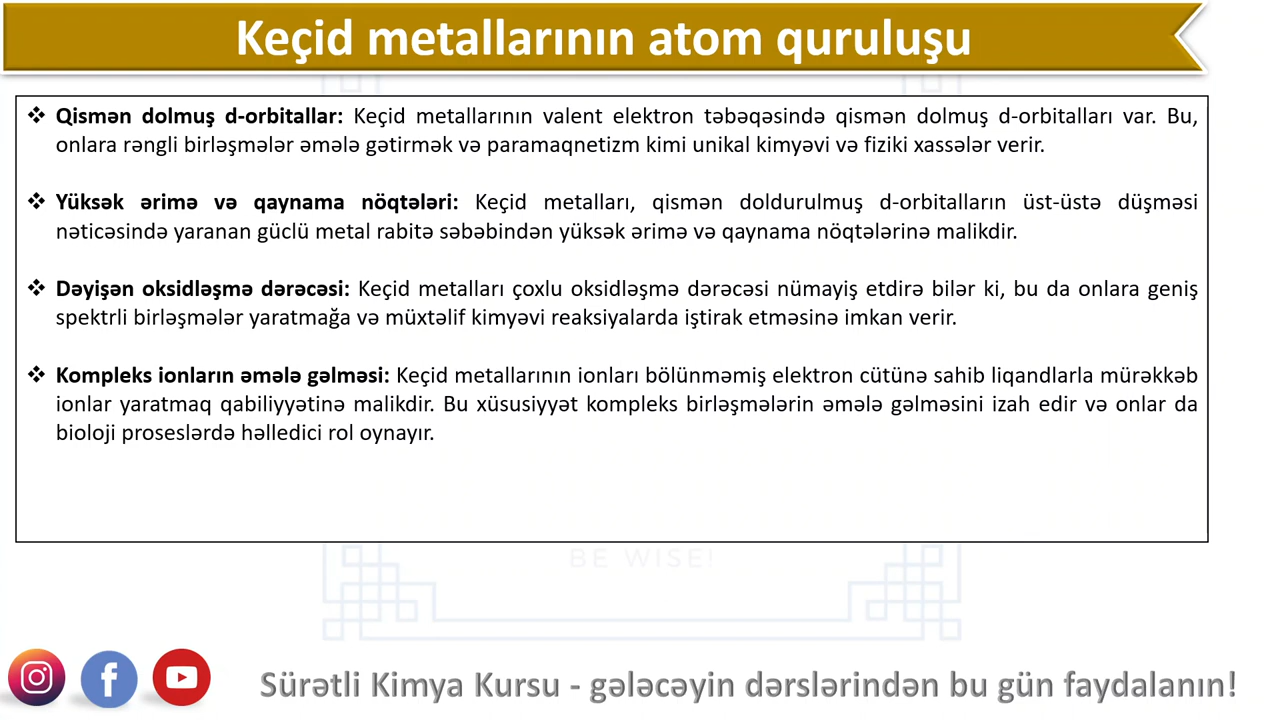 Keçid metallarının atom quruluşu
❖ Qismən dolmuş d-orbitallar: Keçid metallarının valent elektron təbəqəsində qismən dolmuş d-orbitalları var. Bu,
onlara rəngli birləşmələr əmələ gətirmək və paramaqnetizm kimi unikal kimyəvi və fiziki xassələr verir.
❖ Yüksək ərimə və qaynama nöqtələri: Keçid metalları, qismən doldurulmuş d-orbitalların üst-üstə düşməsi
nəticəsində yaranan güclü metal rabitə səbəbindən yüksək ərimə və qaynama nöqtələrinə malikdir.
❖ Dəyişən oksidləşmə dərəcəsi: Keçid metalları çoxlu oksidləşmə dərəcəsi nümayiş etdirə bilər ki, bu da onlara geniş
spektrli birləşmələr yaratmağa və müxtəlif kimyəvi reaksiyalarda iştirak etməsinə imkan verir.
❖ Kompleks ionların əmələ gəlməsi: Keçid metallarının ionları bölünməmiş elektron cütünə sahib liqandlarla mürəkkəb
ionlar yaratmaq qabiliyyətinə malikdir. Bu xüsusiyyət kompleks birləşmələrin əmələ gəlməsini izah edir və onlar da
bioloji proseslərdə həlledici rol oynayır.
BE WISE!
Sürətli Kimya Kursu - gələcəyin dərslərindən bu gün faydalanın!